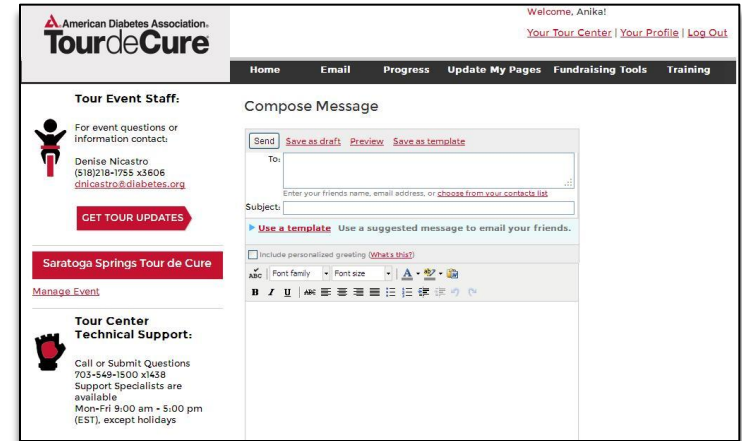 American Diabetes Association.
TourdeCure
Welcome, Anika!
Your Tour Center | Your Profile | Log Out
Home Email Progress Update My Pages Fundraising Tools Training
Tour Event Staff:
For event questions or
information contact:
Denise Nicastro
(518)218-1755 x3606
dnicastro@diabetes.org
GET TOUR UPDATES
Saratoga Springs Tour de Cure
Manage Event
Tour Center
Technical Support:
Call or Submit Questions
703-549-1500 x1438
Support Specialists are
available
Mon-Fri 9:00 am - 5:00 pm
(EST), except holidays
Compose Message
Send Save as draft Preview Save as template
To:
Enter your friends name, email address, or choose from your contacts list
Subject:
Use a template Use a suggested message to email your friends.
Include personalized greeting (Whats this?)
ABC Font family Font size A ab
B I U ABC